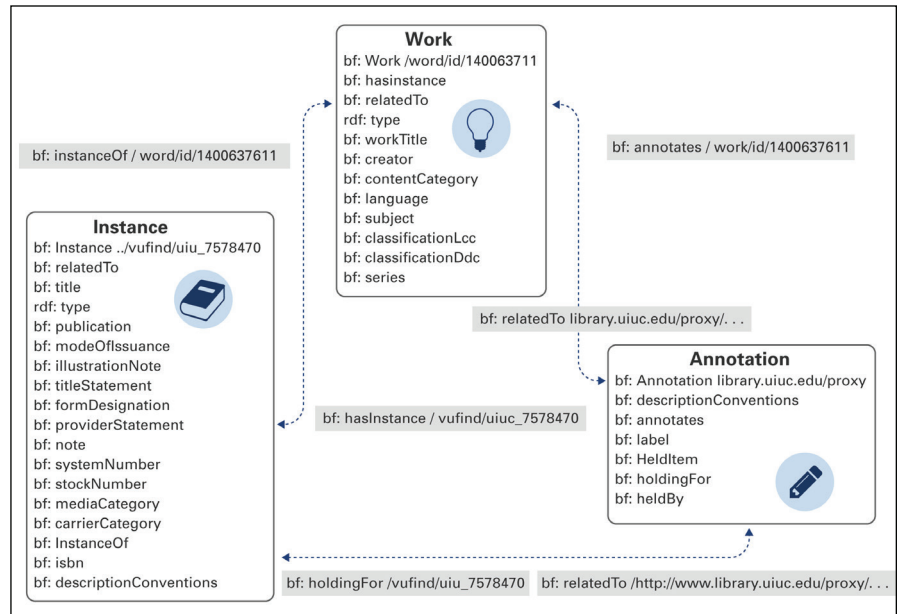 Work
bf: Work /word/id/140063711
bf: hasinstance
bf: relatedTo
rdf: type
bf: workTitle
bf: creator
bf: contentCategory
bf: language
bf: subject
bf: classificationLcc
bf: classificationDdc
bf: series
bf: instanceOf / word/id/1400637611
bf: annotates / work/id/1400637611
Instance
bf: Instance ../vufind/uiu_7578470
bf: relatedTo
bf: title
rdf: type
bf: publication
bf: modeOfIssuance
bf: illustrationNote
bf: titleStatement
bf: formDesignation
bf: providerStatement
bf: note
bf: systemNumber
bf: stockNumber
bf: mediaCategory
bf: carrierCategory
bf: InstanceOf
bf: isbn
bf: descriptionConventions
bf: relatedTo library.uiuc.edu/proxy/. . .
Annotation
bf: Annotation library.uiuc.edu/proxy
bf: descriptionConventions
bf: annotates
bf: label
bf: HeldItem
bf: holdingFor
bf: heldBy
bf: hasInstance / vufind/uiuc_7578470
bf: holdingFor /vufind/uiu_7578470
bf: relatedTo /http://www.library.uiuc.edu/proxy/. . .